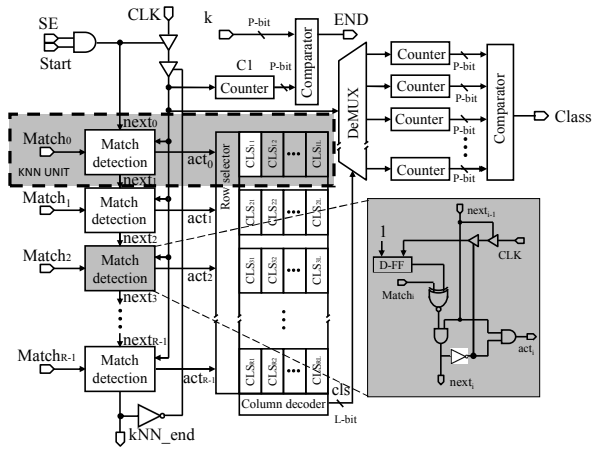 CLK
k
END
SE
P-bit
Start
C1
Counter
P-bit
Comparator
DeMUX
Counter
P-bit
Counter
P-bit
Counter
P-bit
Counter
P-bit
Comparator
Class
next0
Match0
Match detection
act0
KNN UNIT
Row selector
CLS11 CLS12 CLS1L
next1
Match1
Match detection
act1
CLS21 CLS22 CLS2L
next2
Match2
Match detection
act2
CLS31 CLS32 CLS3L
next3
nextR-1
MatchR-1
Match detection
actR-1
CLSR1 CLSR2 CLSRL
Column decoder
cls
L-bit
kNN_end
nexti-1
1
CLK
D-FF
Matchi
acti
nexti